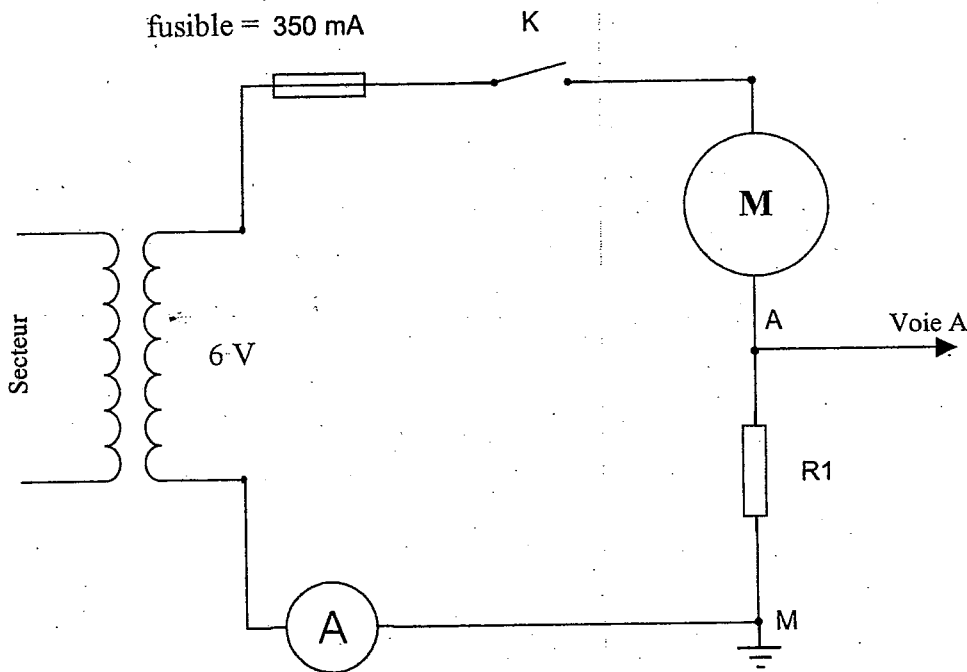 fusible = 350 mA
K
M
A
Voie A
Secteur
6 V
R1
A
M